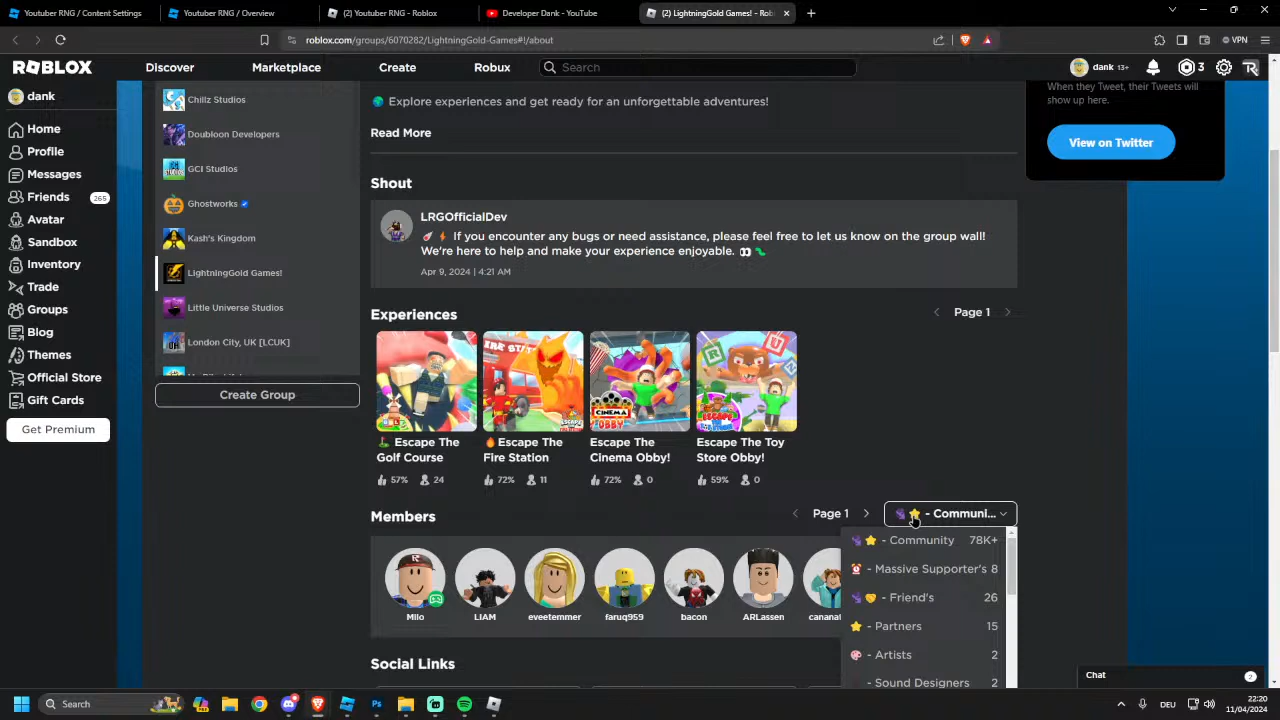 Youtuber RNG / Content Settings
Youtuber RNG / Overview
(2) Youtuber RNG - Roblox
Developer Dank - YouTube
(2) LightningGold Games! - Rob
roblox.com/groups/6070282/LightningGold-Games#!/about
VPN
ROBLOX
Discover
Marketplace
Create
Robux
Search
dank 13+
3
dank
Home
Profile
Messages
Friends 265
Avatar
Sandbox
Inventory
Trade
Groups
Blog
Themes
Official Store
Gift Cards
Get Premium
Chillz Studios
Doubloon Developers
GCI Studios
Ghostworks
Kash's Kingdom
LightningGold Games!
Little Universe Studios
London City, UK [LCUK]
Create Group
Explore experiences and get ready for an unforgettable adventures!
Read More
When they Tweet, their Tweets will
show up here.
View on Twitter
Shout
LRGOfficialDev
🚀⚡ If you encounter any bugs or need assistance, please feel free to let us know on the group wall!
We're here to help and make your experience enjoyable. 👀
Apr 9, 2024 | 4:21 AM
Experiences
Page 1
Escape The
Golf Course
57% 24
🔥Escape The
Fire Station
72% 11
CINEMA
OBBY
Escape The
Cinema Obby!
72% 0
Escape The Toy
Store Obby!
59% 0
Members
Page 1
⭐ - Communi...
⭐ - Community 78K+
- Massive Supporter's 8
- Friend's 26
⭐ - Partners 15
🎨 - Artists 2
- Sound Designers 2
Milo
LIAM
eveetemmer
faruq959
bacon
ARLassen
cananat
Social Links
Chat 2
Search
DEU
22:20
11/04/2024